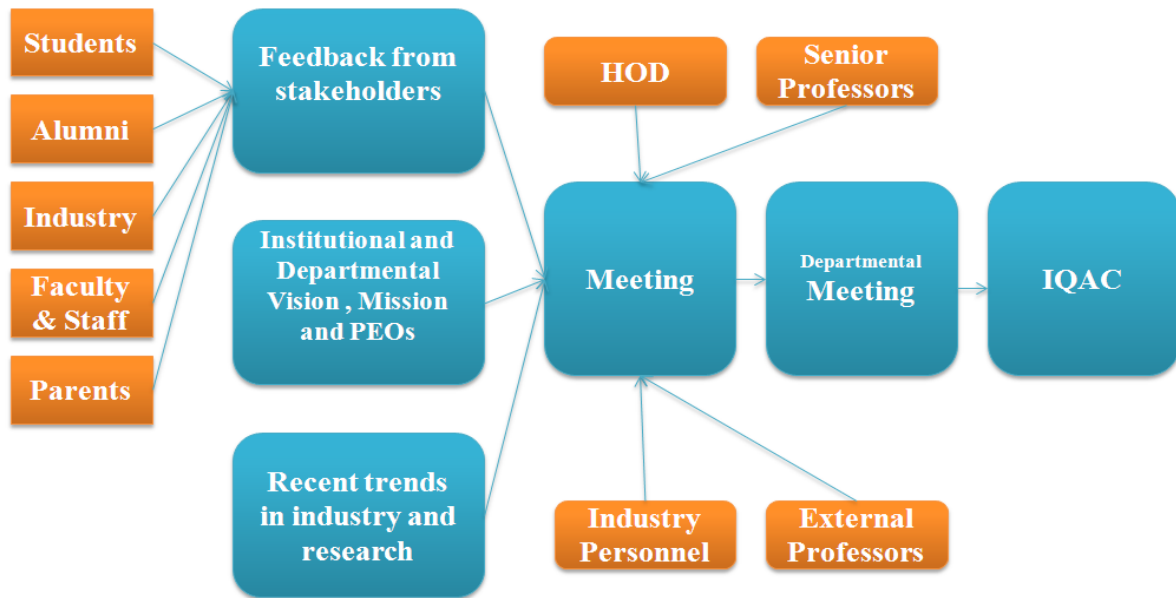 Students
Alumni
Industry
Faculty
& Staff
Parents
Feedback from
stakeholders
Institutional and
Departmental
Vision , Mission
and PEOs
Recent trends
in industry and
research
HOD
Senior
Professors
Meeting
Industry
Personnel
External
Professors
Departmental
Meeting
IQAC